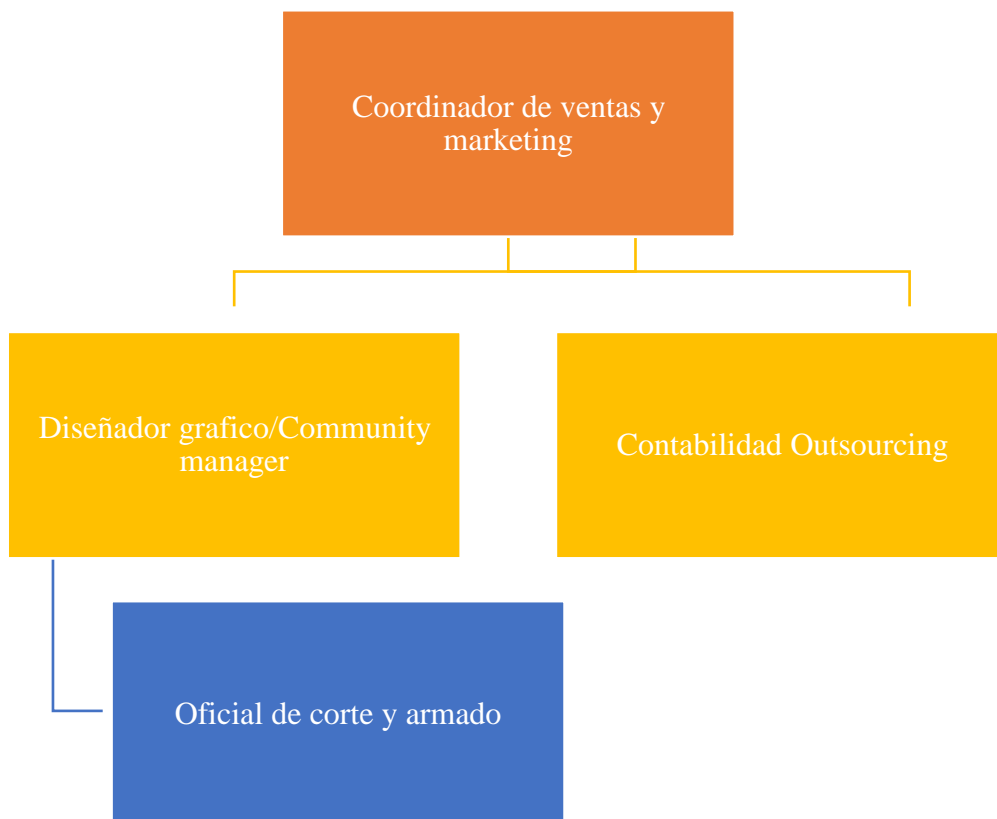 Coordinador de ventas y
marketing
Diseñador grafico/Community
manager
Contabilidad Outsourcing
Oficial de corte y armado